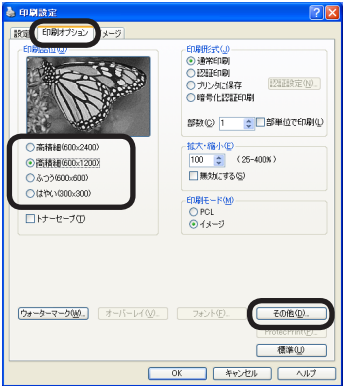 印刷設定
設定 印刷オプション メージ
印刷品位(Q)
高精細(600x2400)
高精細(600x1200)
ふつう(600x600)
はやい(300x300)
トナーセーブ(T)
印刷形式(J)
通常印刷
認証印刷
プリンタに保存 認証設定(N)...
暗号化認証印刷
部数(C) 1 部単位で印刷(L)
拡大・縮小(E)
100 (25-400%)
無効にする(S)
印刷モード(M)
PCL
イメージ
ウォーターマーク(W)... オーバーレイ(V)... フォント(F)... その他(D)...
ProtecPrint(P)...
標準(U)
OK キャンセル ヘルプ